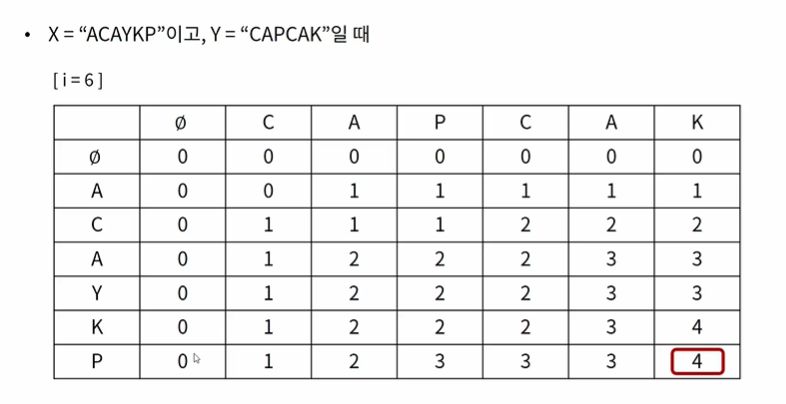 • X = “ACAYKP”이고, Y = “CAPCAK”일 때
[ i = 6 ]
∅ C A P C A K
∅ 0 0 0 0 0 0 0
A 0 0 1 1 1 1 1
C 0 1 1 1 2 2 2
A 0 1 2 2 2 3 3
Y 0 1 2 2 2 3 3
K 0 1 2 2 2 3 4
P 0 1 2 3 3 3 4